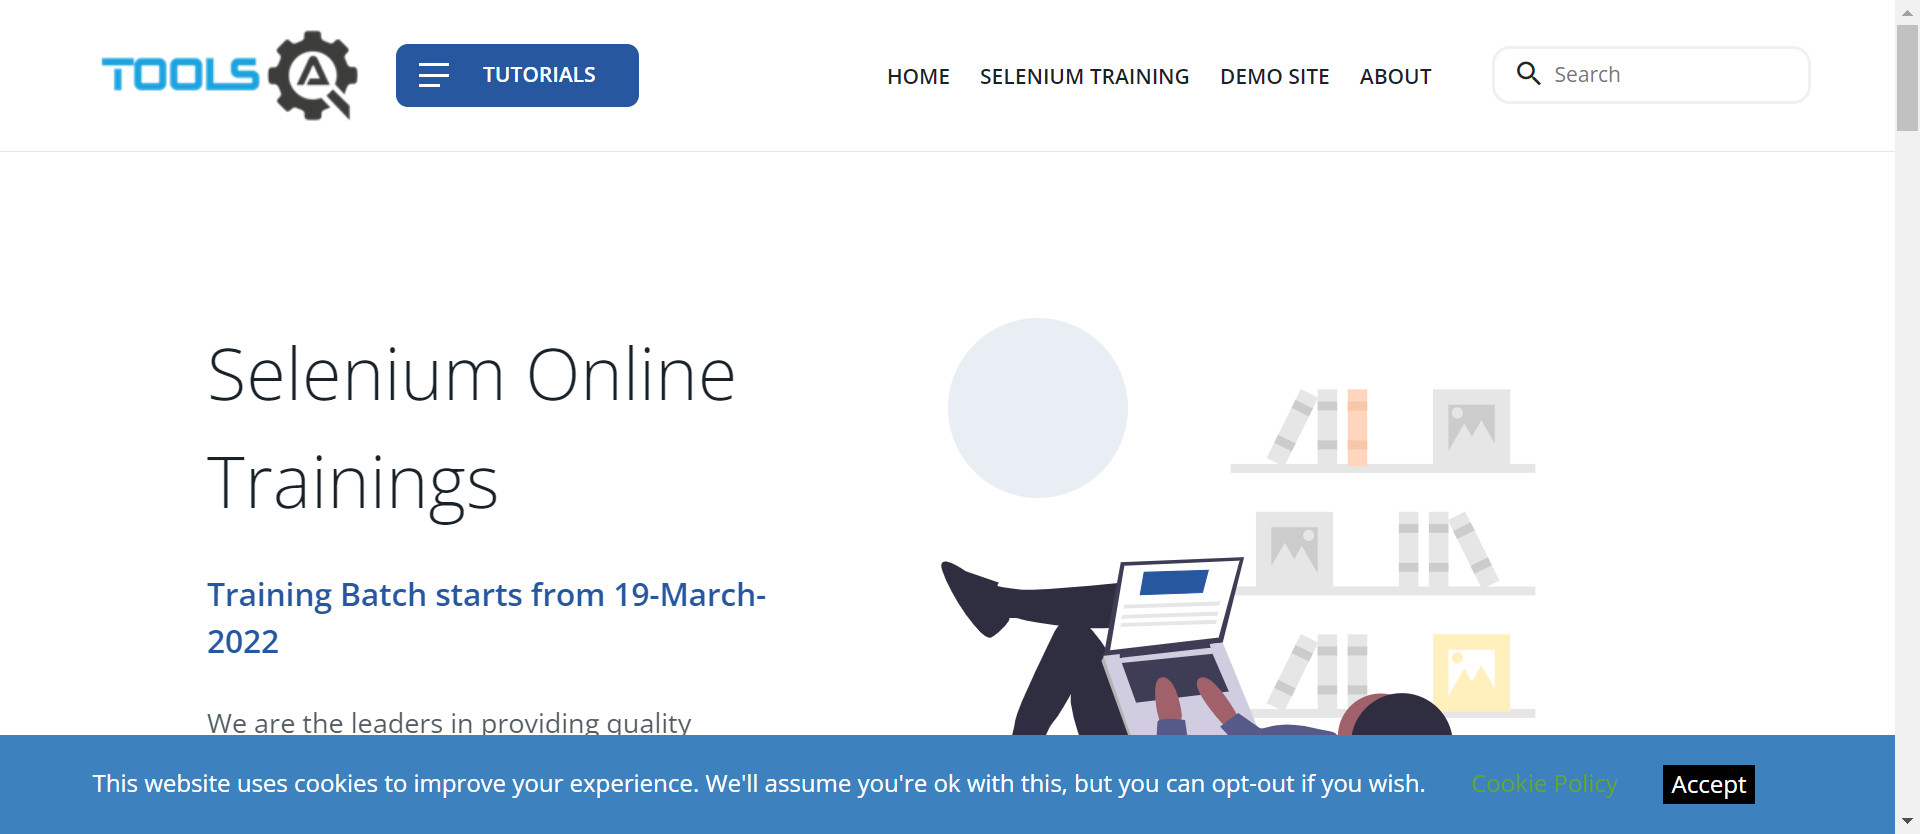 TOOLS QA
TUTORIALS
HOME SELENIUM TRAINING DEMO SITE ABOUT
Search
Selenium Online
Trainings
Training Batch starts from 19-March-
2022
We are the leaders in providing quality
This website uses cookies to improve your experience. We'll assume you're ok with this, but you can opt-out if you wish. Cookie Policy Accept